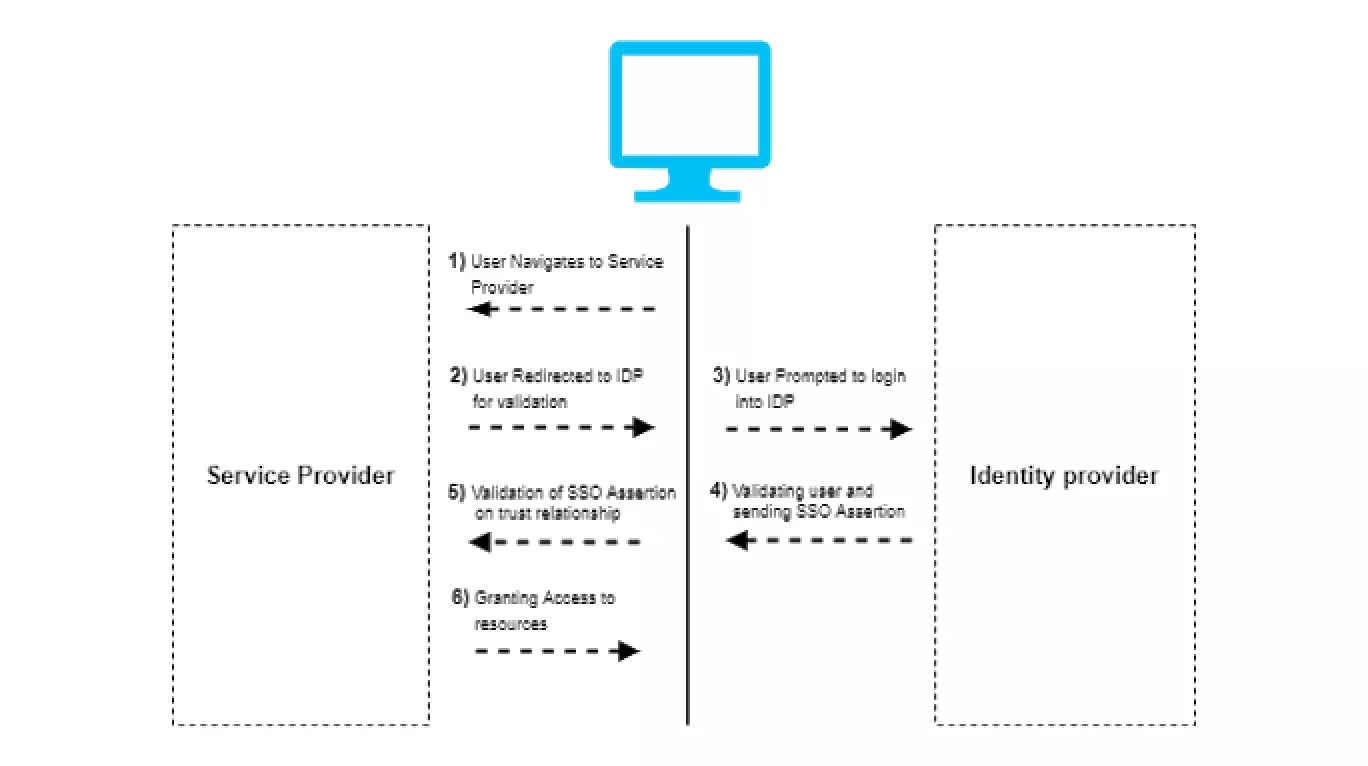 1) User Navigates to Service
Provider
2) User Redirected to IDP
for validation
3) User Prompted to login
into IDP
Service Provider
Identity provider
5) Validation of SSO Assertion
on trust relationship
4) Validating user and
sending SSO Assertion
6) Granting Access to
resources